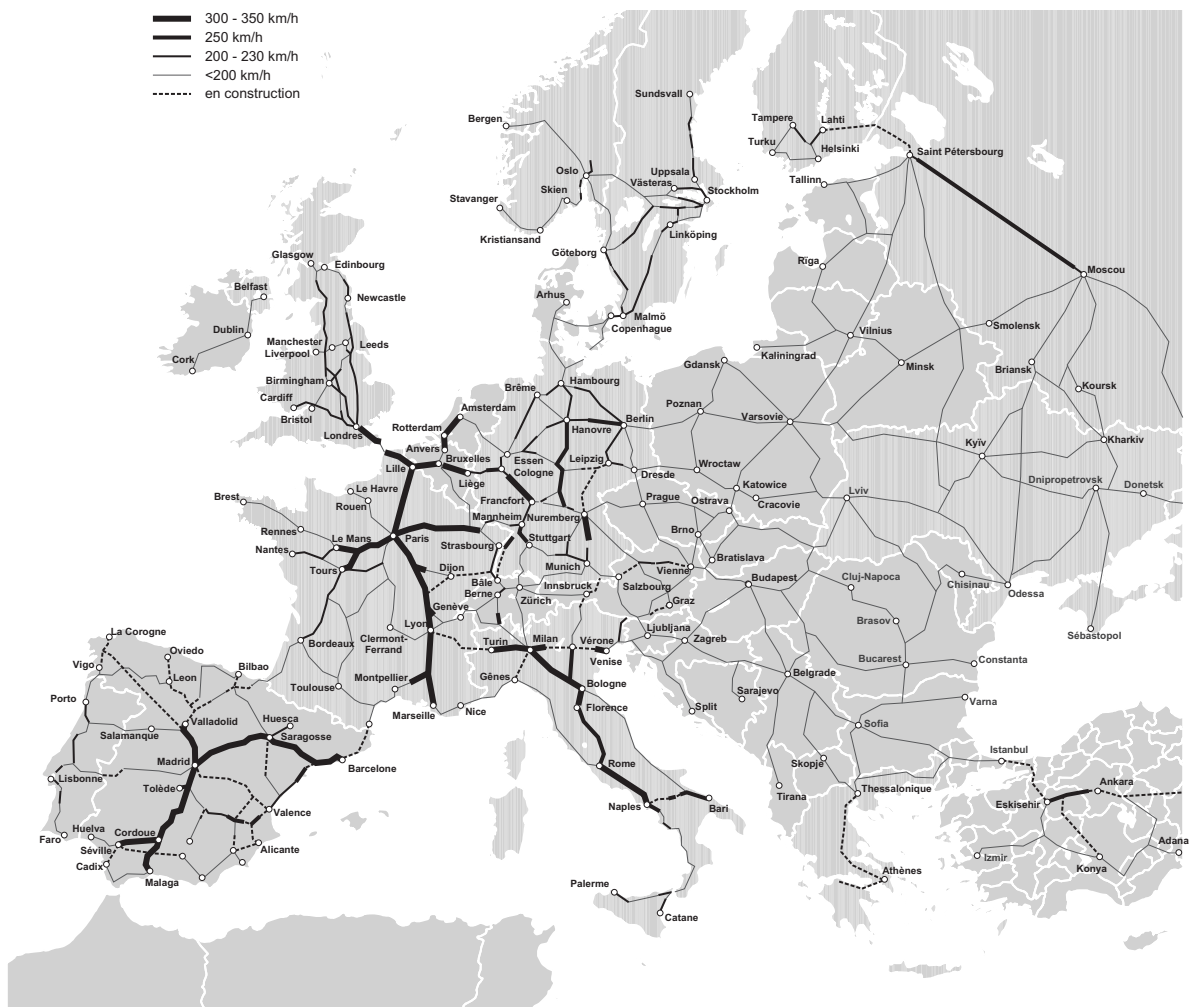 300 - 350 km/h
250 km/h
200 - 230 km/h
<200 km/h
en construction
Sundsvall
Bergen
Tampere
Lahti
Turku
Helsinki
Saint Pétersbourg
Oslo
Uppsala
Västeras
Stockholm
Tallinn
Skien
Stavanger
Kristiansand
Linköping
Göteborg
Rïga
Moscou
Glasgow
Edinbourg
Belfast
Newcastle
Arhus
Malmö
Copenhague
Dublin
Smolensk
Vilnius
Manchester
Liverpool
Leeds
Kaliningrad
Minsk
Cork
Gdansk
Briansk
Birmingham
Hambourg
Koursk
Cardiff
Brême
Bristol
Amsterdam
Berlin
Poznan
Varsovie
Londres
Rotterdam
Hanovre
Anvers
Kyïv
Kharkiv
Bruxelles
Essen
Leipzig
Lille
Cologne
Liège
Dresde
Wroctaw
Dnipropetrovsk
Donetsk
Katowice
Le Havre
Rouen
Francfort
Prague
Ostrava
Cracovie
Lviv
Brest
Mannheim
Nuremberg
Rennes
Brno
Le Mans
Paris
Strasbourg
Stuttgart
Nantes
Bratislava
Tours
Dijon
Munich
Vienne
Bâle
Innsbruck
Salzbourg
Budapest
Cluj-Napoca
Chisinau
Odessa
Berne
Zürich
Graz
Genève
Brasov
Lyon
Sébastopol
La Corogne
Bordeaux
Clermont-
Ferrand
Turin
Milan
Vérone
Ljubljana
Zagreb
Oviedo
Bilbao
Venise
Vigo
Bucarest
Constanta
Leon
Gênes
Bologne
Belgrade
Toulouse
Montpellier
Sarajevo
Porto
Marseille
Nice
Florence
Split
Varna
Valladolid
Huesca
Saragosse
Sofia
Salamanque
Madrid
Barcelone
Rome
Skopje
Istanbul
Lisbonne
Tolède
Thessalonique
Ankara
Tirana
Eskisehir
Valence
Naples
Bari
Faro
Huelva
Cordoue
Séville
Alicante
Izmir
Adana
Cadix
Konya
Malaga
Athènes
Palerme
Catane